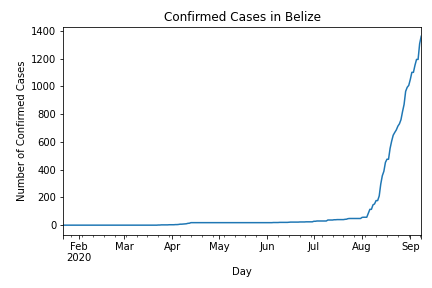 Confirmed Cases in Belize
Number of Confirmed Cases
1400
1200
1000
800
600
400
200
0
Feb Mar Apr May Jun Jul Aug Sep
2020
Day